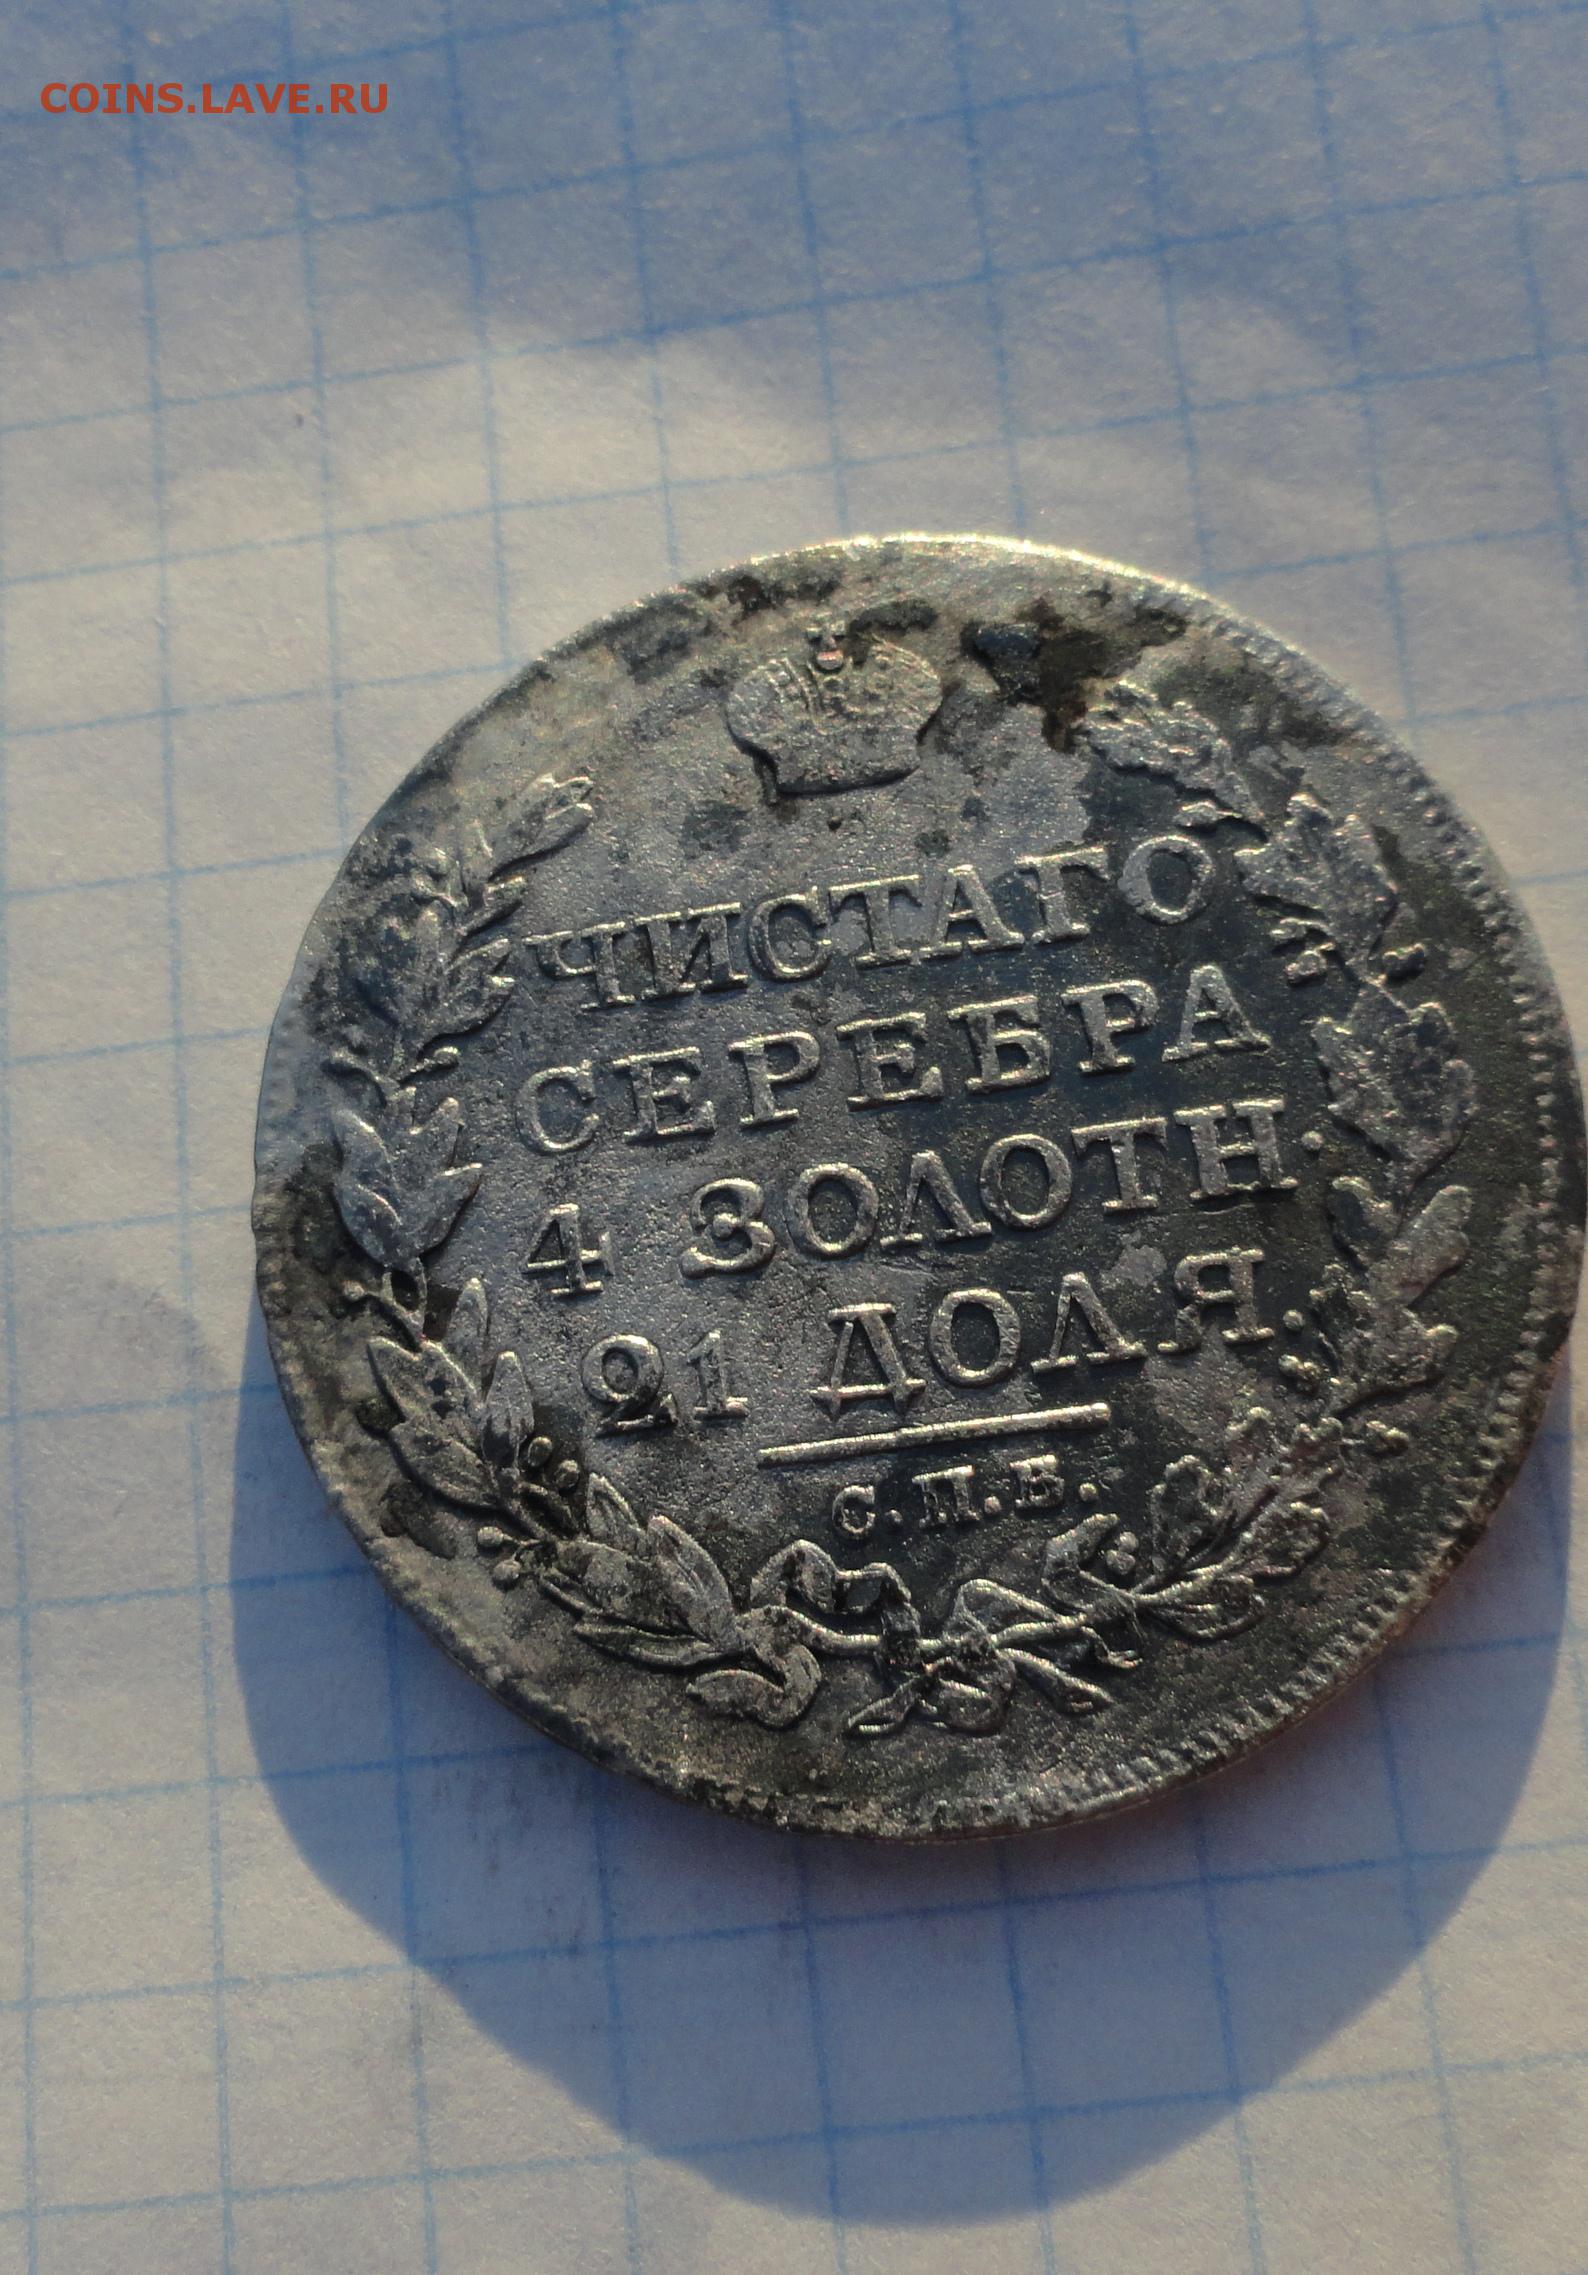 COINS.LAVE.RU
ЧИСТАГО
СЕРЕБРА
4 ЗОЛОТН.
21 ДОЛЯ.
С.П.Б.